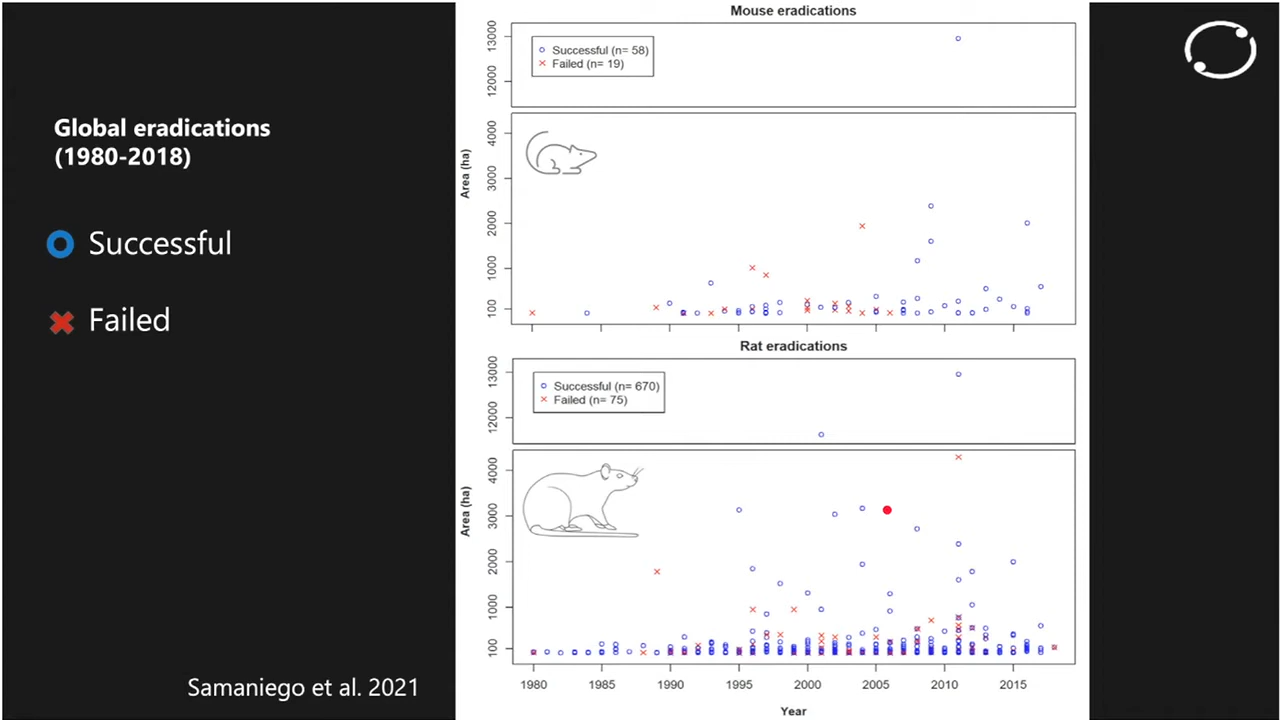 Global eradications
(1980-2018)
Successful
Failed
Samaniego et al. 2021
Mouse eradications
Successful (n= 58)
Failed (n= 19)
13000
12000
Area (ha)
4000
3000
2000
1000
100
Rat eradications
Successful (n= 670)
Failed (n= 75)
13000
12000
Area (ha)
4000
3000
2000
1000
100
1980 1985 1990 1995 2000 2005 2010 2015
Year